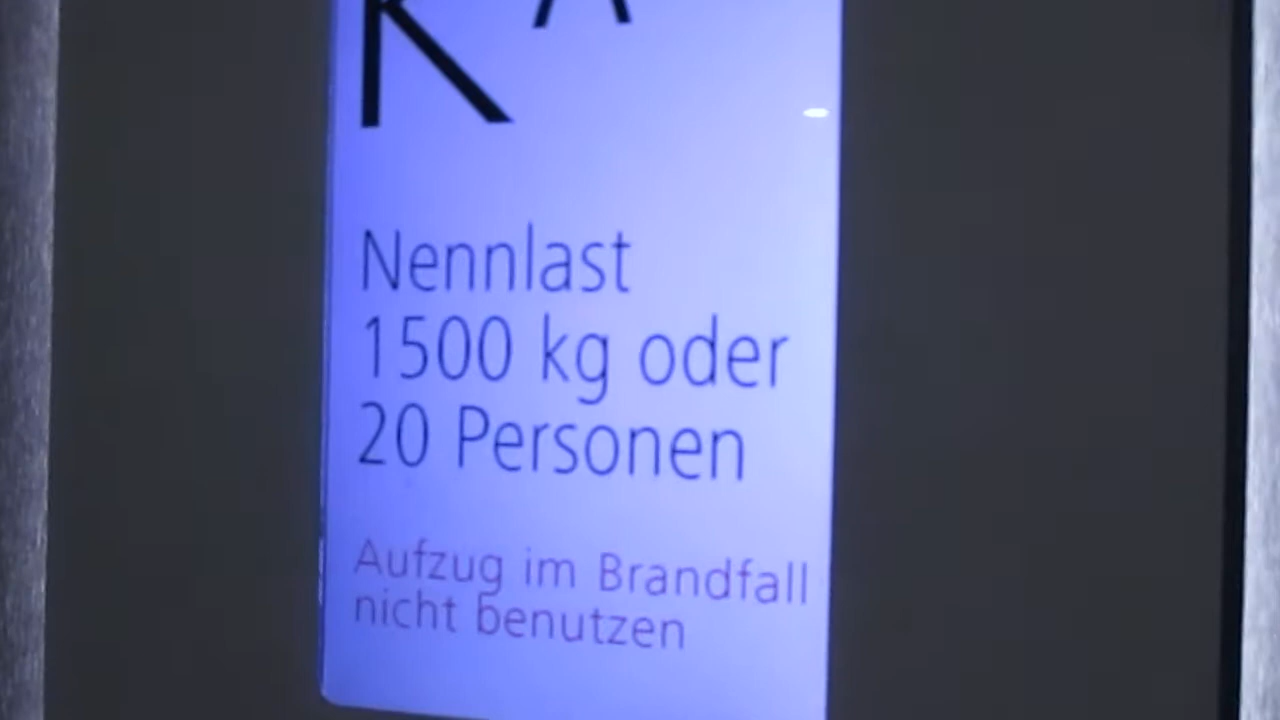 Nennlast
1500 kg oder
20 Personen
Aufzug im Brandfall
nicht benutzen